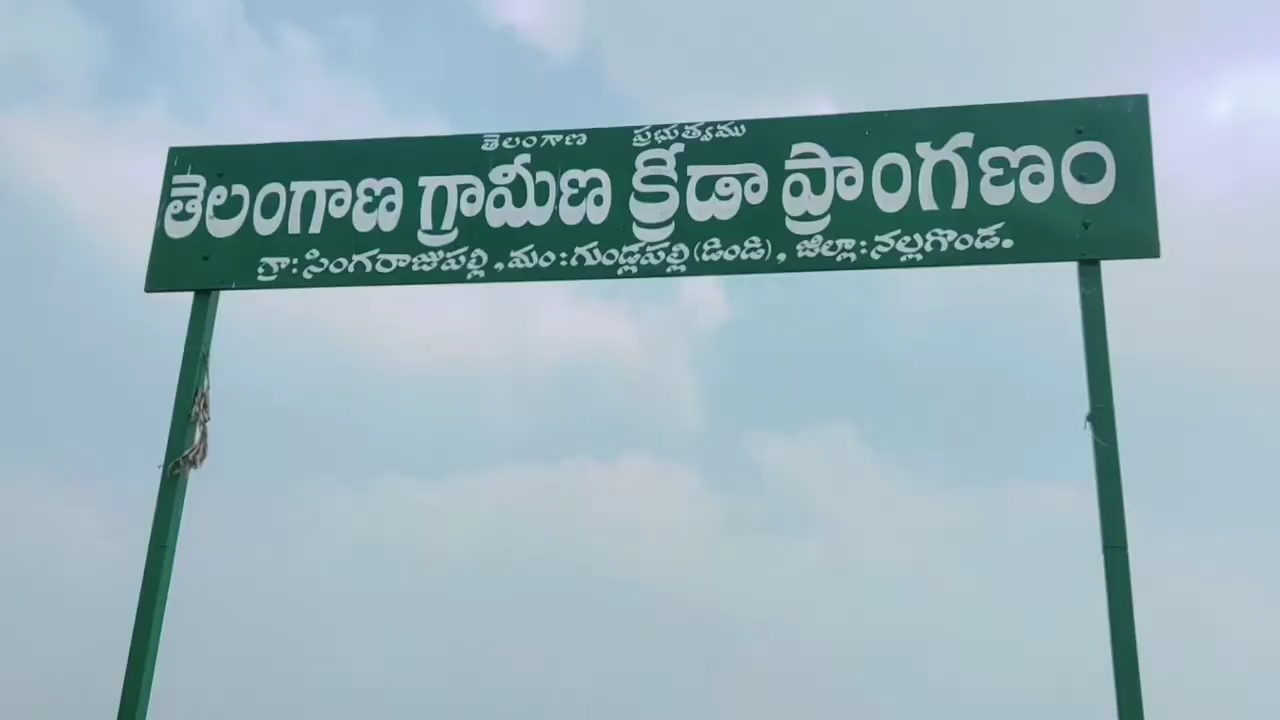 తెలంగాణ ప్రభుత్వము
తెలంగాణ గ్రామీణ క్రీడా ప్రాంగణం
గ్రా:సింగరాజుపల్లి,మం:గుండ్లపల్లి(డిండి), జిల్లా:నల్లగొండ.